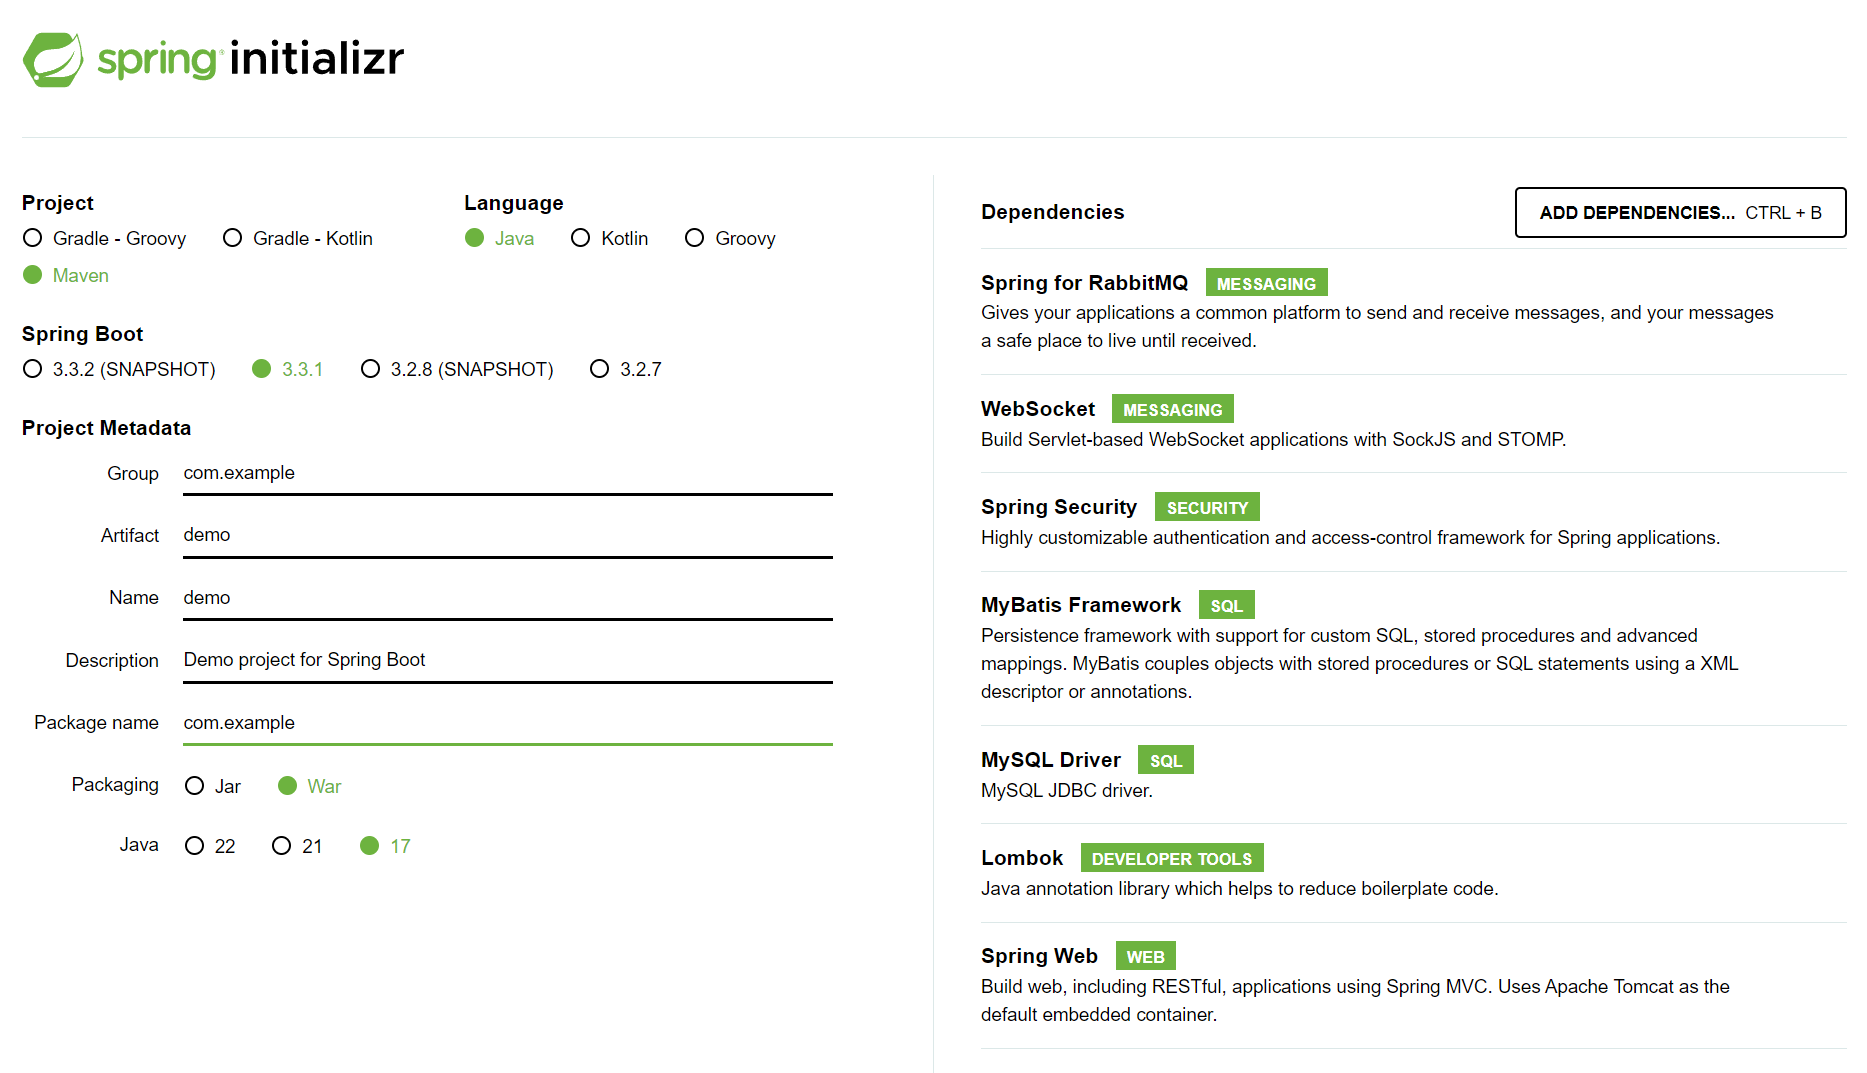 spring initializr
Project
Gradle - Groovy Gradle - Kotlin
Maven
Language
Java Kotlin Groovy
Spring Boot
3.3.2 (SNAPSHOT) 3.3.1 3.2.8 (SNAPSHOT) 3.2.7
Project Metadata
Group com.example
Artifact demo
Name demo
Description Demo project for Spring Boot
Package name com.example
Packaging Jar War
Java 22 21 17
Dependencies ADD DEPENDENCIES... CTRL + B
Spring for RabbitMQ MESSAGING
Gives your applications a common platform to send and receive messages, and your messages
a safe place to live until received.
WebSocket MESSAGING
Build Servlet-based WebSocket applications with SockJS and STOMP.
Spring Security SECURITY
Highly customizable authentication and access-control framework for Spring applications.
MyBatis Framework SQL
Persistence framework with support for custom SQL, stored procedures and advanced
mappings. MyBatis couples objects with stored procedures or SQL statements using a XML
descriptor or annotations.
MySQL Driver SQL
MySQL JDBC driver.
Lombok DEVELOPER TOOLS
Java annotation library which helps to reduce boilerplate code.
Spring Web WEB
Build web, including RESTful, applications using Spring MVC. Uses Apache Tomcat as the
default embedded container.